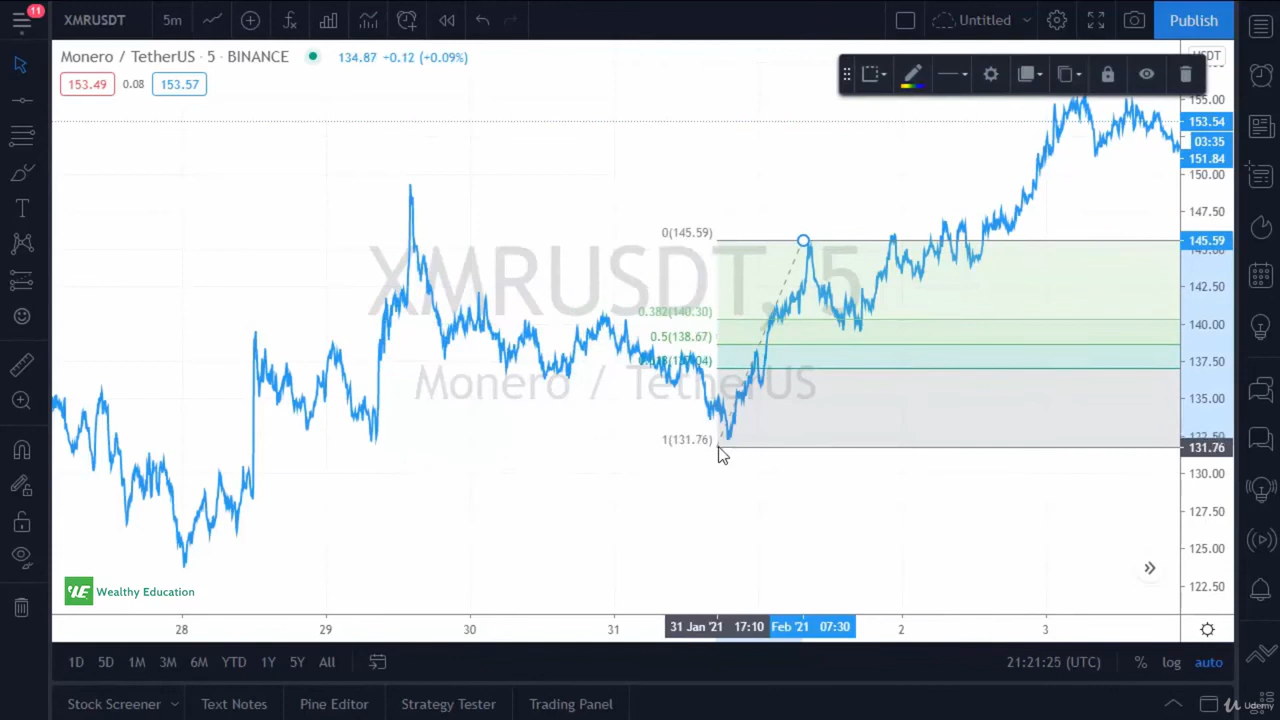 11
XMRUSDT
5m
Untitled
Publish
Monero / TetherUS · 5 · BINANCE
134.87 +0.12 (+0.09%)
153.49
0.08
153.57
USDT
155.00
153.54
03:35
151.84
150.00
147.50
145.59
142.50
140.00
137.50
135.00
131.76
130.00
127.50
125.00
122.50
XMRUSDT, 5
Monero / TetherUS
0(145.59)
0.382(140.30)
0.5(138.67)
1(131.76)
Wealthy Education
28
29
30
31
31 Jan '21 17:10
Feb '21 07:30
2
3
1D
5D
1M
3M
6M
YTD
1Y
5Y
All
21:21:25 (UTC)
%
log
auto
Stock Screener
Text Notes
Pine Editor
Strategy Tester
Trading Panel
Udemy